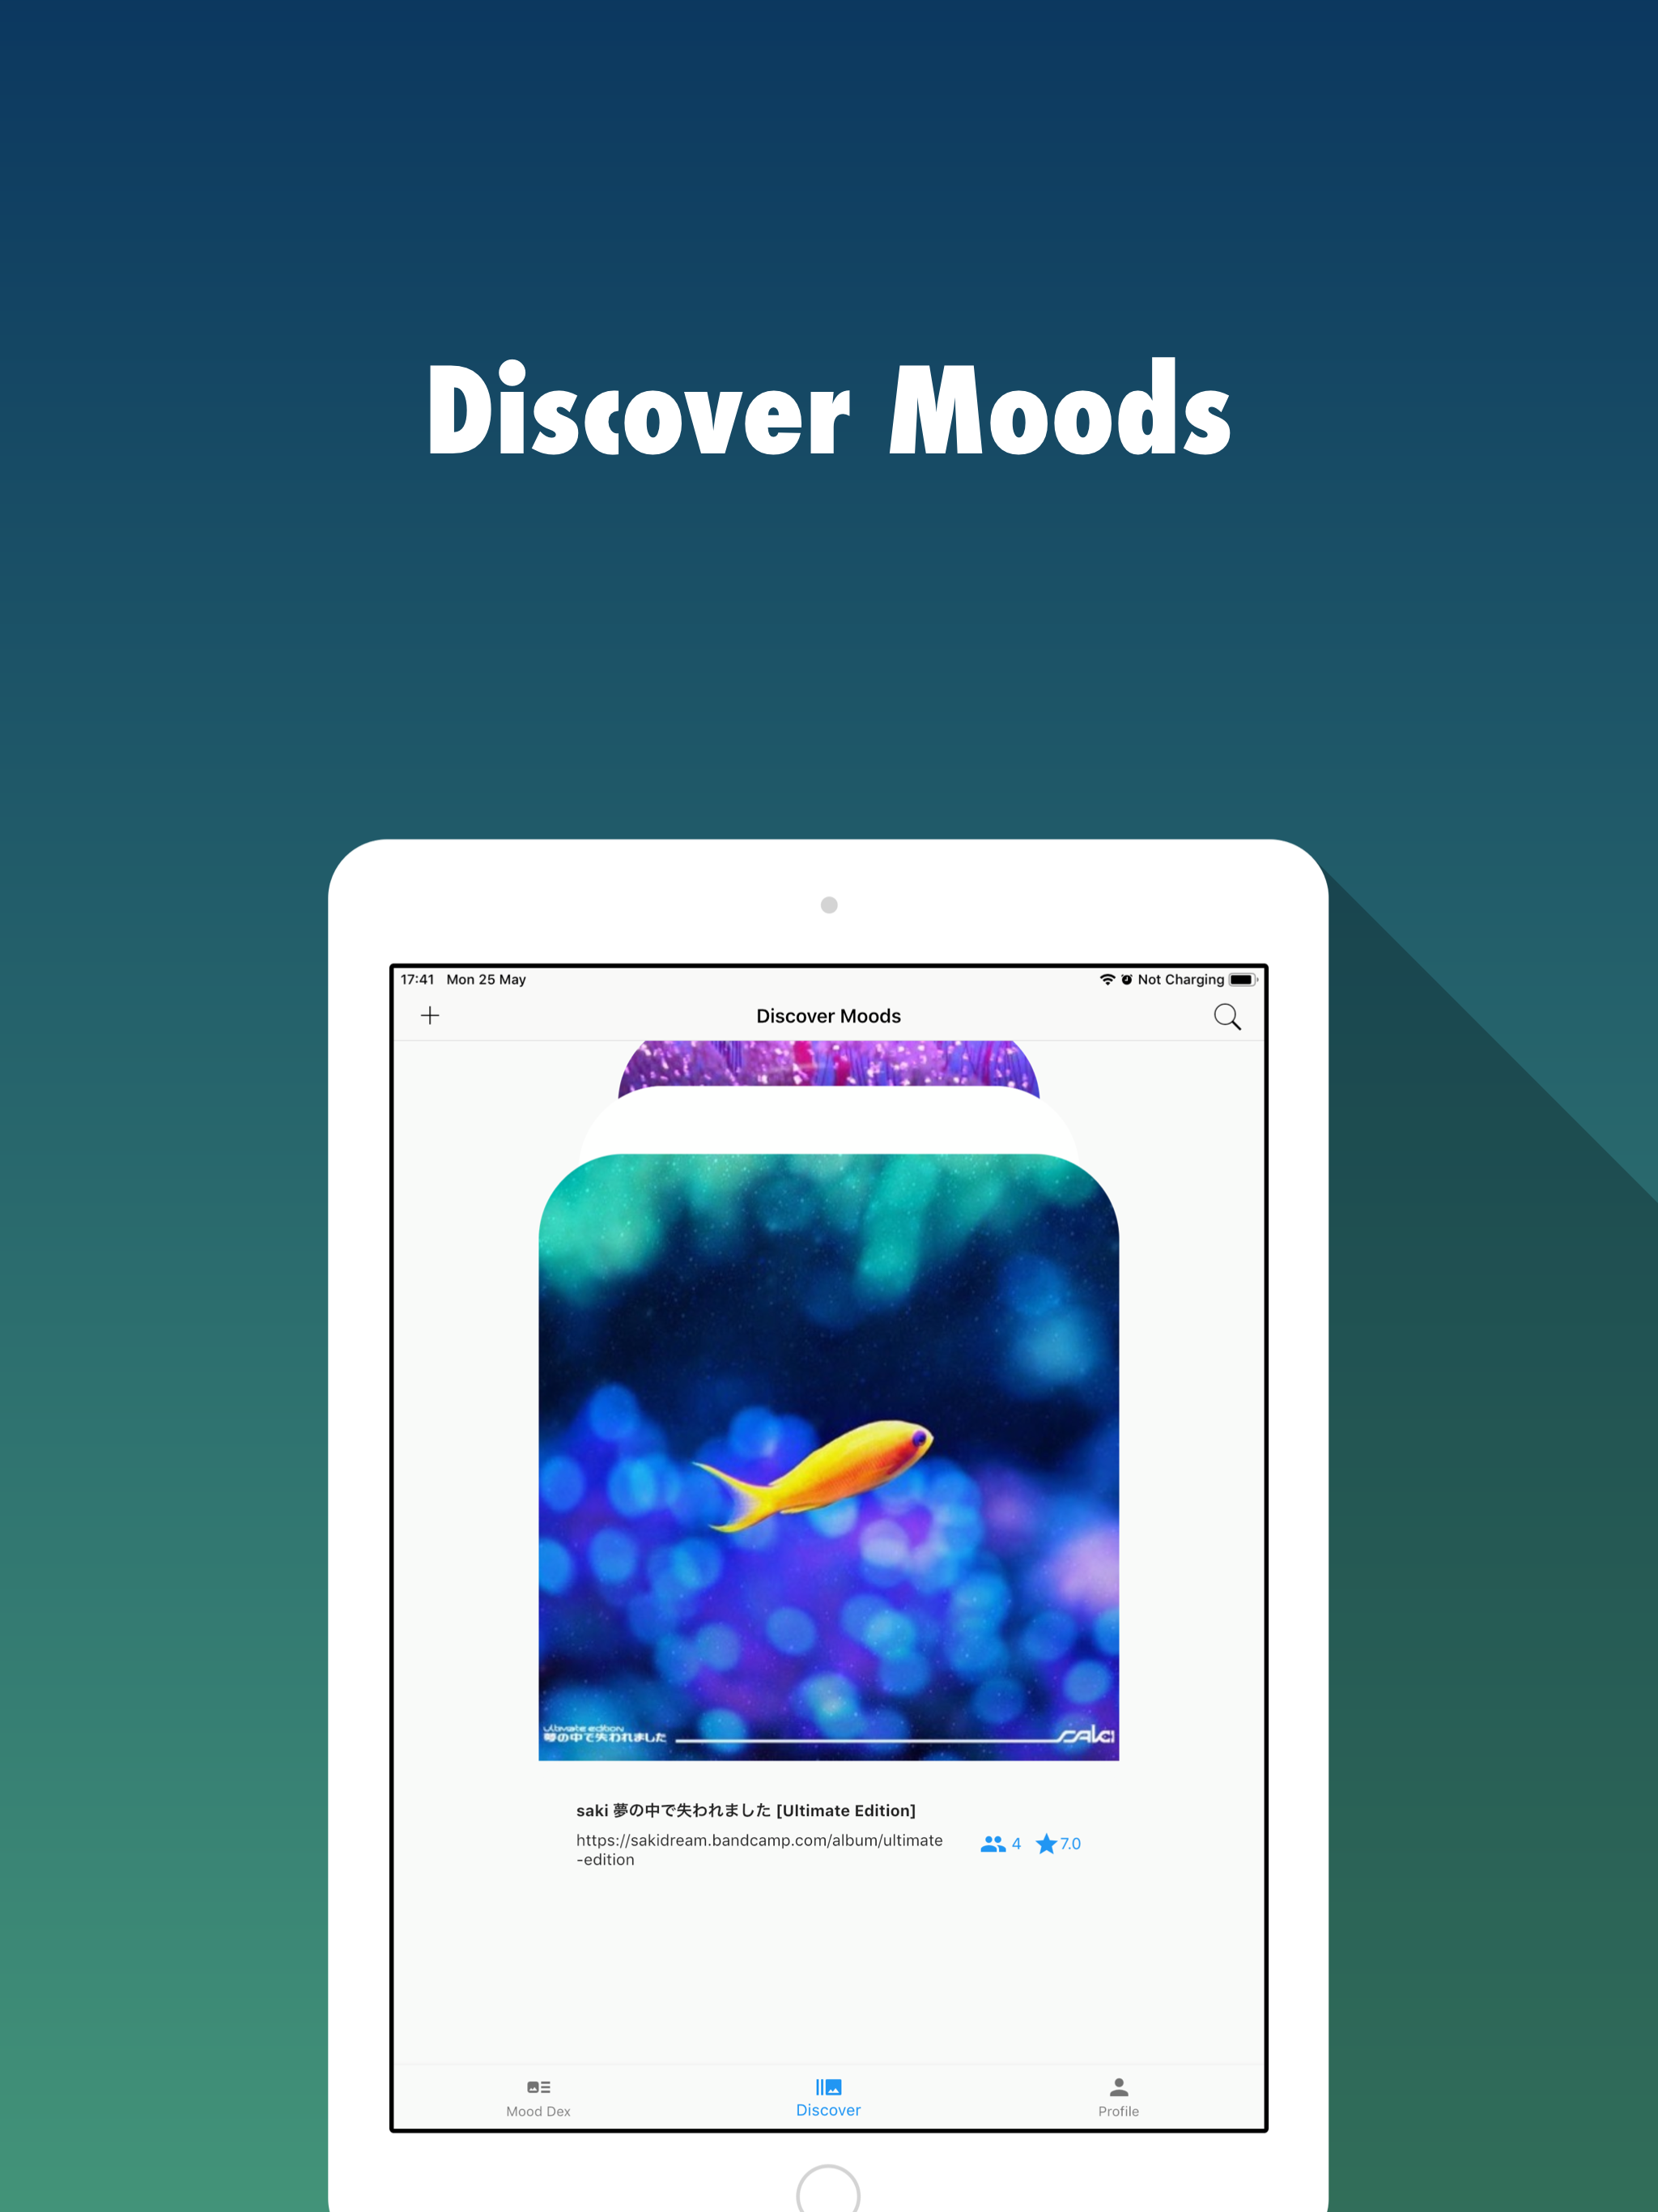 Discover Moods
17:41 Mon 25 May
Not Charging
Discover Moods
ultimate edition
夢の中で失われました
saki
saki 夢の中で失われました [Ultimate Edition]
https://sakidream.bandcamp.com/album/ultimate
-edition
4 7.0
Mood Dex
Discover
Profile